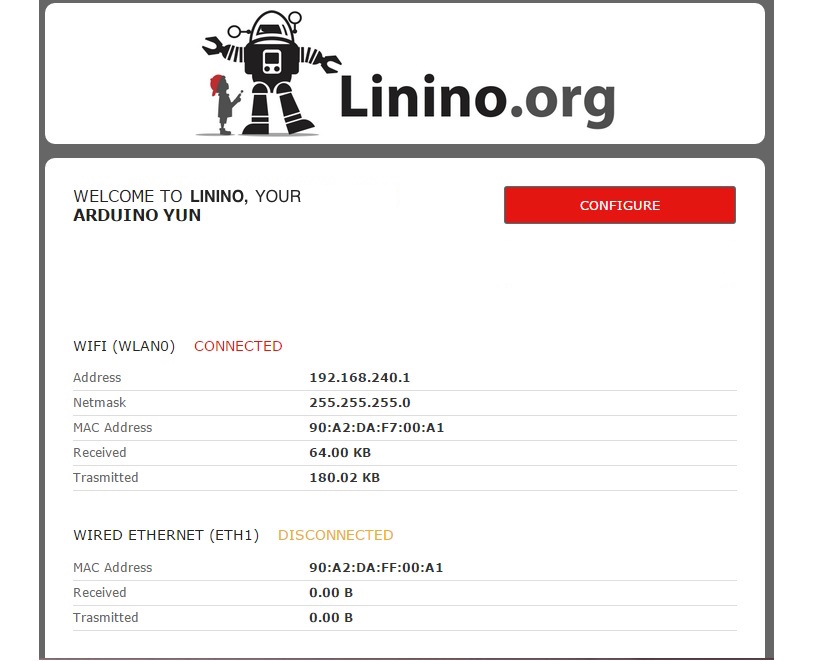 Linino.org
WELCOME TO LININO, YOUR
ARDUINO YUN
CONFIGURE
WIFI (WLAN0) CONNECTED
Address 192.168.240.1
Netmask 255.255.255.0
MAC Address 90:A2:DA:F7:00:A1
Received 64.00 KB
Trasmitted 180.02 KB
WIRED ETHERNET (ETH1) DISCONNECTED
MAC Address 90:A2:DA:FF:00:A1
Received 0.00 B
Trasmitted 0.00 B